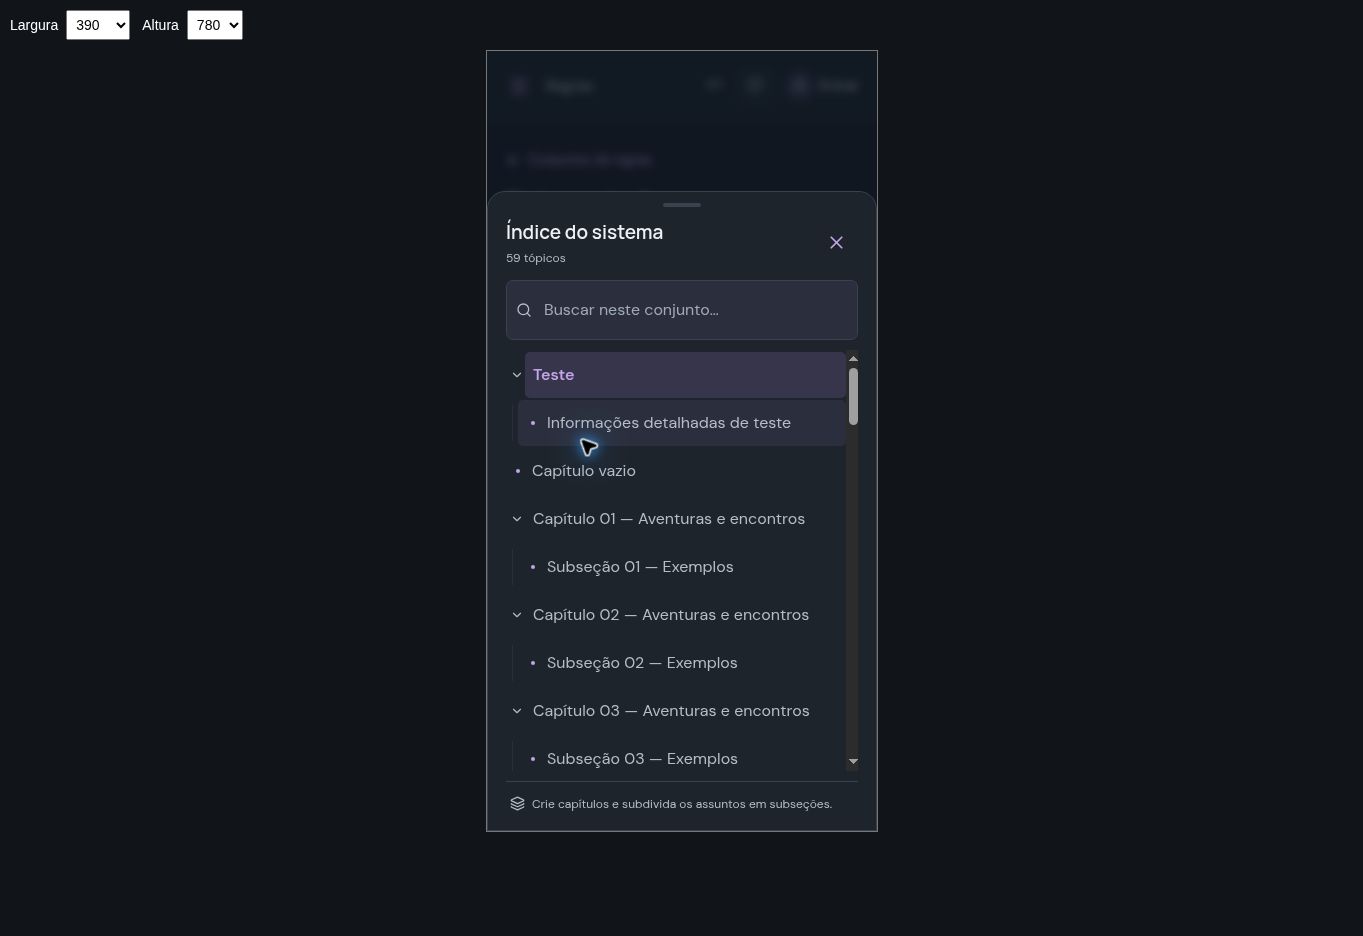 Largura 390 Altura 780
Índice do sistema
59 tópicos
Buscar neste conjunto...
Teste
Informações detalhadas de teste
Capítulo vazio
Capítulo 01 — Aventuras e encontros
Subseção 01 — Exemplos
Capítulo 02 — Aventuras e encontros
Subseção 02 — Exemplos
Capítulo 03 — Aventuras e encontros
Subseção 03 — Exemplos
Crie capítulos e subdivida os assuntos em subseções.